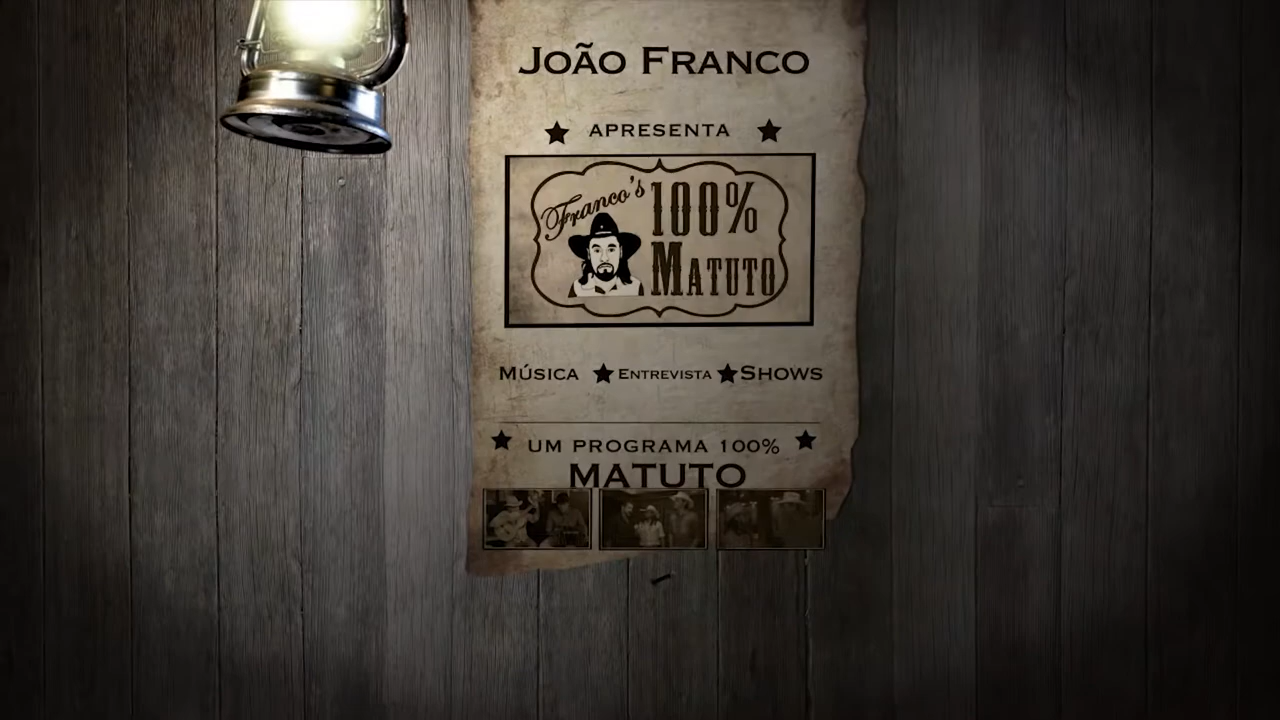 JOÃO FRANCO
★ APRESENTA ★
Franco's 100%
MATUTO
MÚSICA ★ ENTREVISTA ★ SHOWS
★ UM PROGRAMA 100% ★
MATUTO